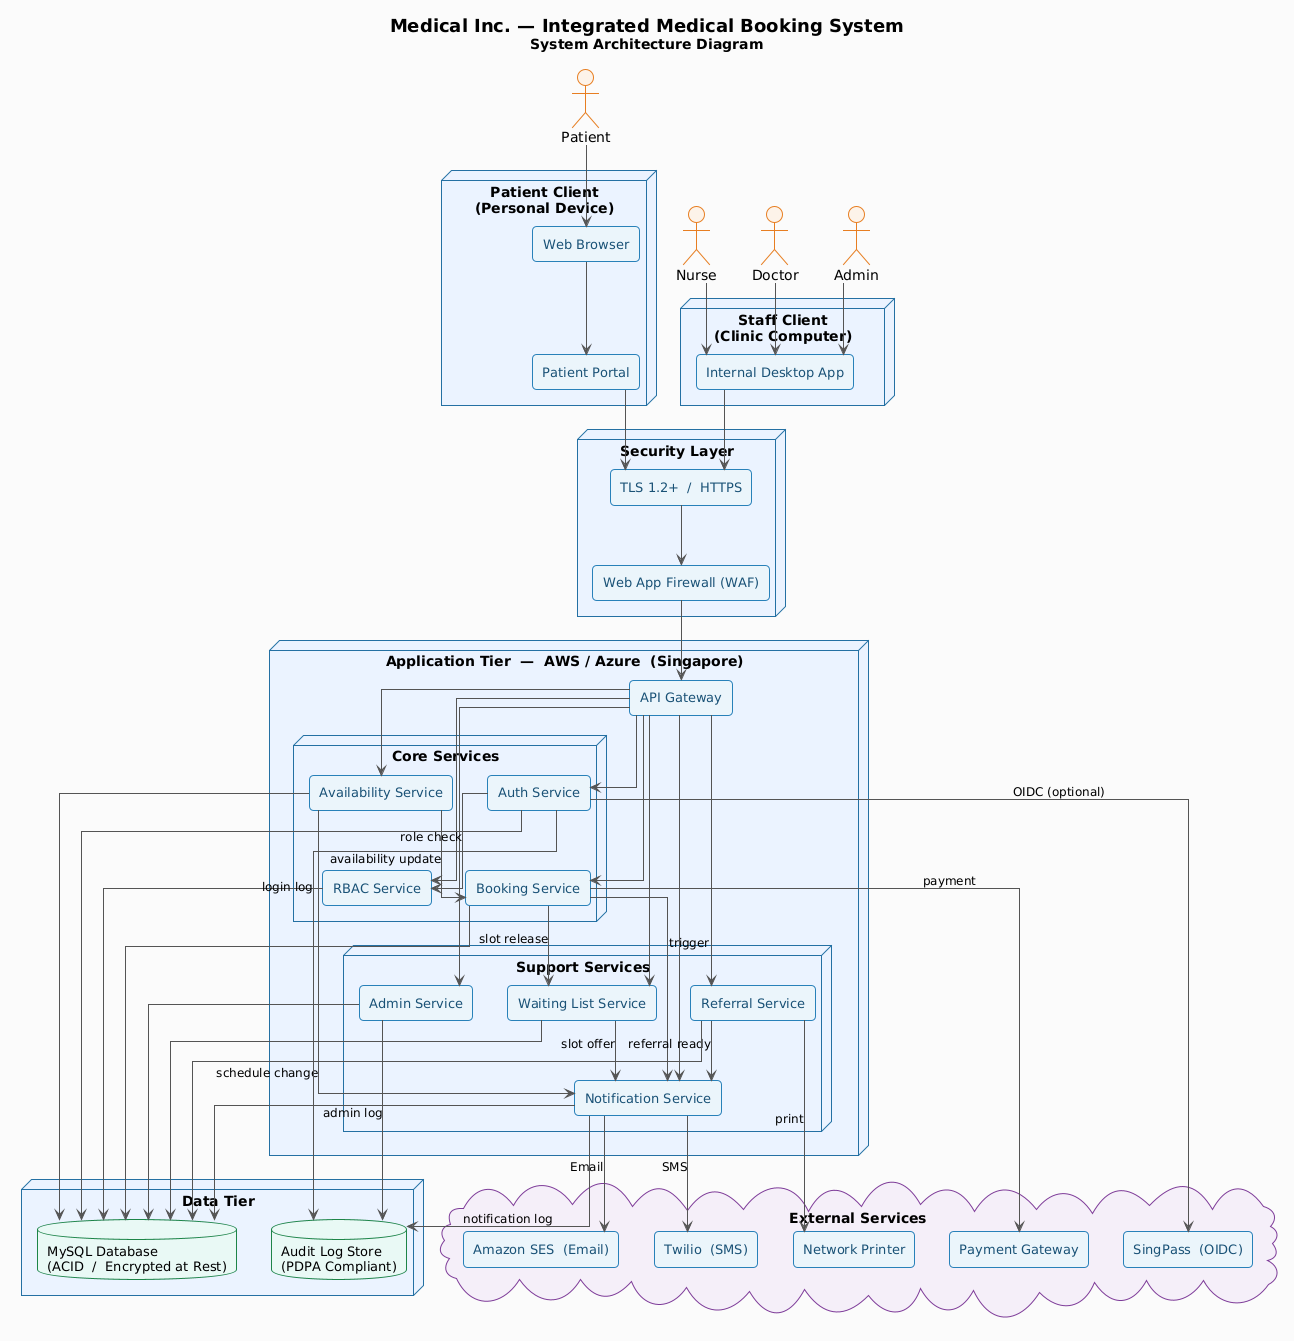 Medical Inc. — Integrated Medical Booking System
System Architecture Diagram
Patient
Patient Client
(Personal Device)
Web Browser
Nurse
Doctor
Admin
Staff Client
(Clinic Computer)
Patient Portal
Internal Desktop App
Security Layer
TLS 1.2+ / HTTPS
Web App Firewall (WAF)
Application Tier — AWS / Azure (Singapore)
API Gateway
Core Services
Availability Service
Auth Service
OIDC (optional)
role check
availability update
login log
RBAC Service
Booking Service
payment
slot release
trigger
Support Services
Admin Service
Waiting List Service
Referral Service
slot offer
referral ready
schedule change
Notification Service
admin log
print
Email
SMS
Data Tier
notification log
External Services
MySQL Database
(ACID / Encrypted at Rest)
Audit Log Store
(PDPA Compliant)
Amazon SES (Email)
Twilio (SMS)
Network Printer
Payment Gateway
SingPass (OIDC)